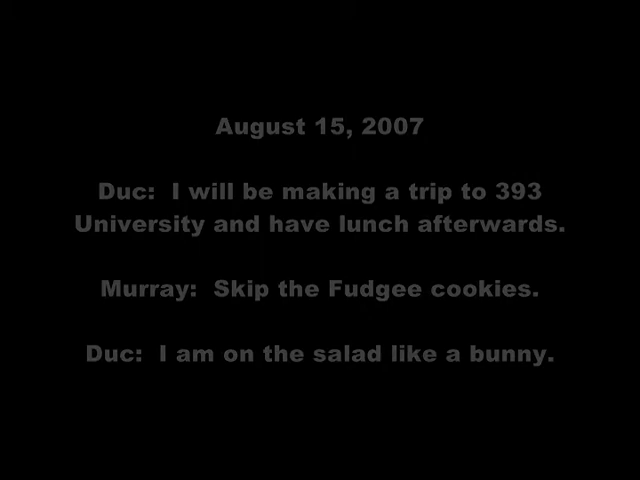 August 15, 2007
Duc:  I will be making a trip to 393
University and have lunch afterwards.
Murray:  Skip the Fudgee cookies.
Duc:  I am on the salad like a bunny.